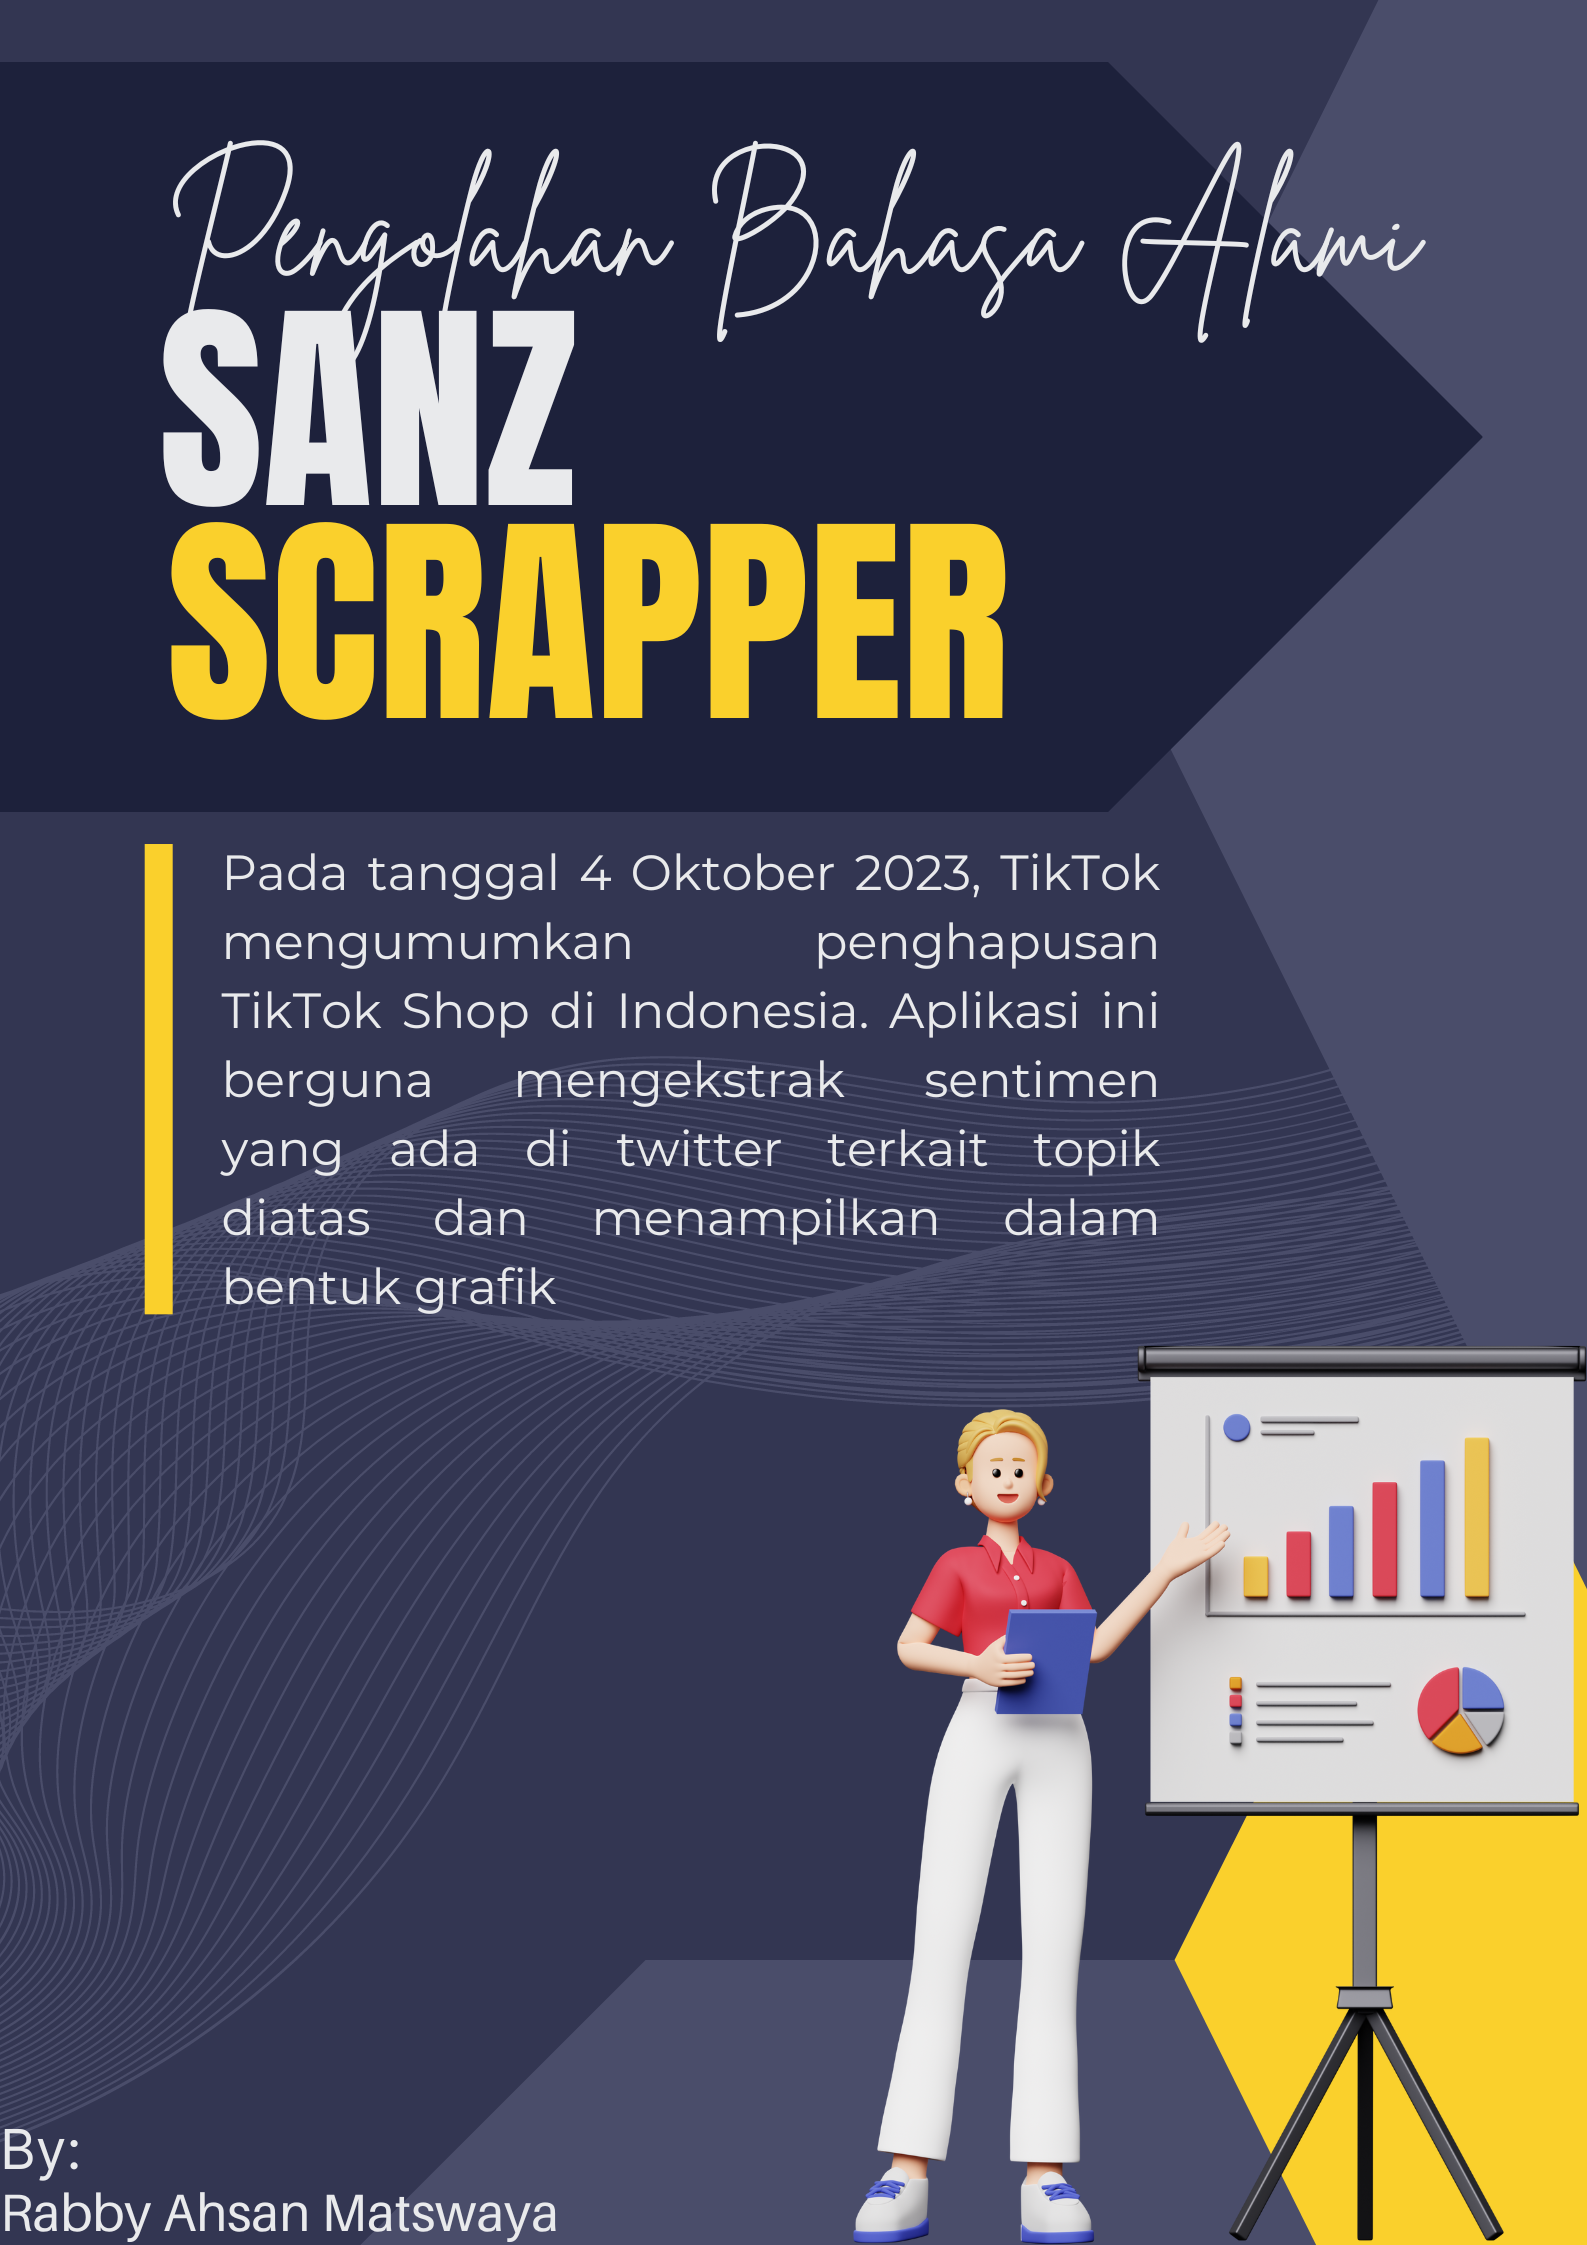 Pengolahan Bahasa Alami
SANZ
SCRAPPER
Pada tanggal 4 Oktober 2023, TikTok
mengumumkan penghapusan
TikTok Shop di Indonesia. Aplikasi ini
berguna mengekstrak sentimen
yang ada di twitter terkait topik
diatas dan menampilkan dalam
bentuk grafik
By:
Rabby Ahsan Matswaya